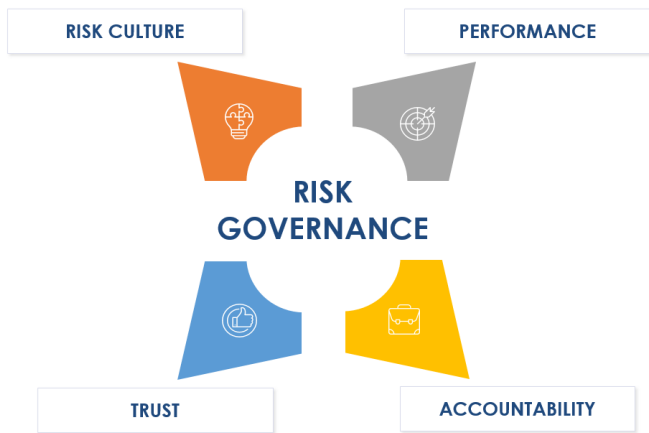 RISK CULTURE
PERFORMANCE
RISK
GOVERNANCE
TRUST
ACCOUNTABILITY